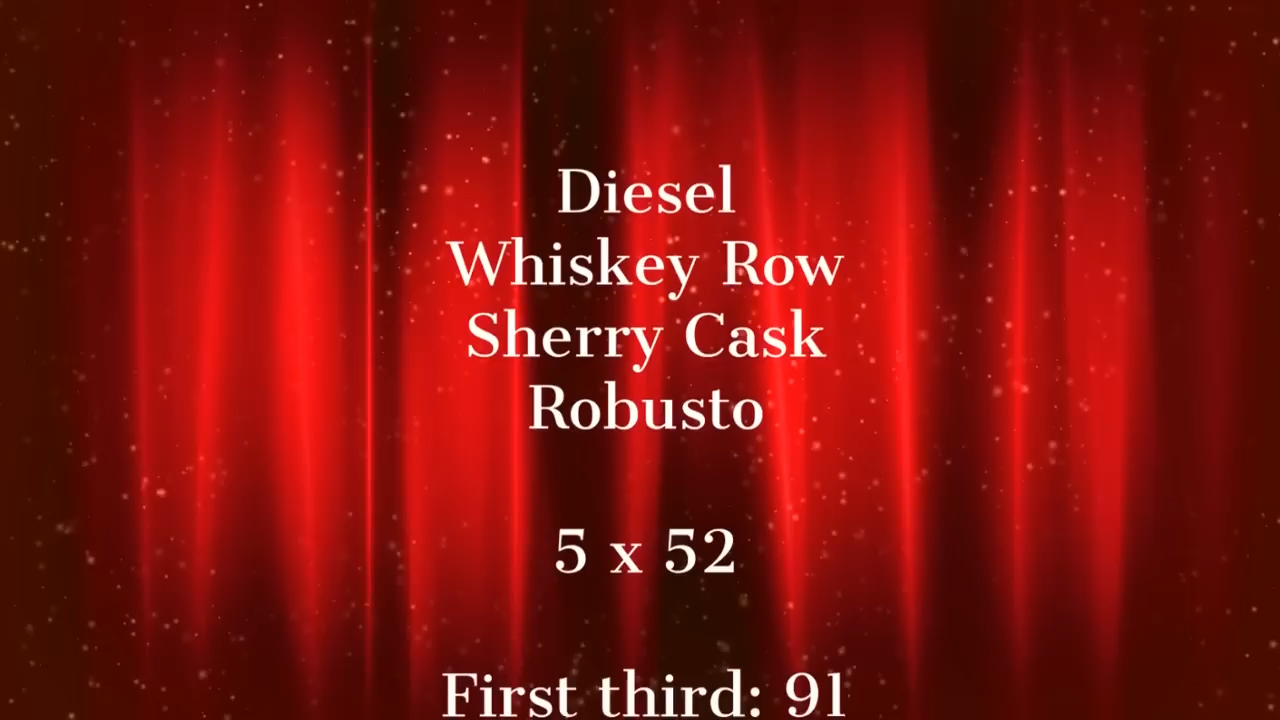 Diesel
Whiskey Row
Sherry Cask
Robusto
5 x 52
First third: 91